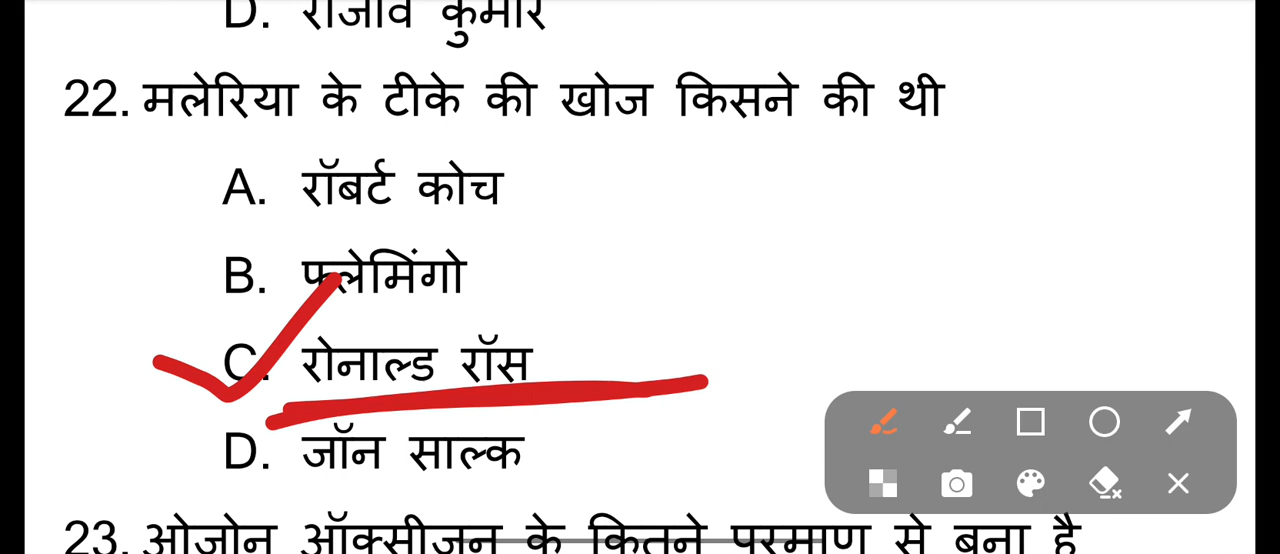 D. राजीव कुमार
22. मलेरिया के टीके की खोज किसने की थी
A. रॉबर्ट कोच
B. फ्लेमिंगो
C. रोनाल्ड रॉस
D. जॉन साल्क
23. ओजोन ऑक्सीजन के कितने परमाणु से बना है